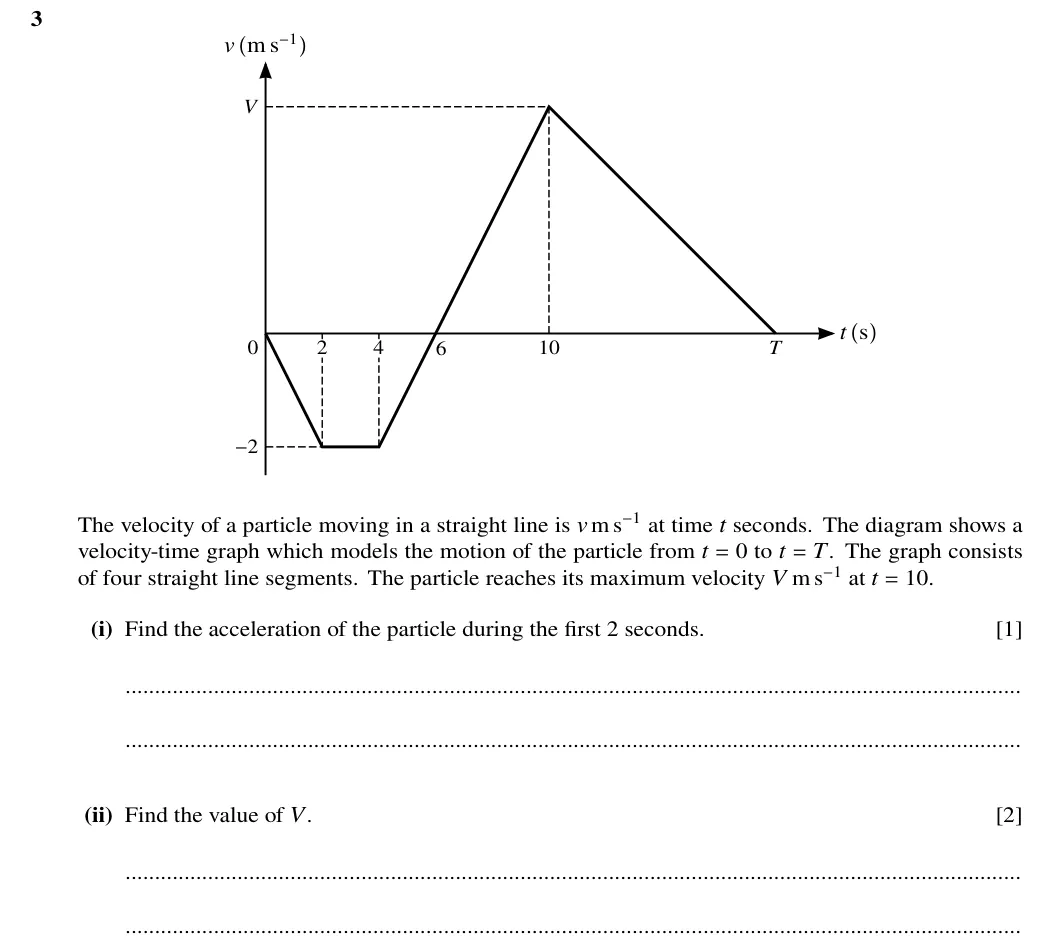 3
v (m s⁻¹)
V
0 2 4 6 10 T t (s)
−2
The velocity of a particle moving in a straight line is v m s⁻¹ at time t seconds. The diagram shows a
velocity-time graph which models the motion of the particle from t = 0 to t = T. The graph consists
of four straight line segments. The particle reaches its maximum velocity V m s⁻¹ at t = 10.
(i) Find the acceleration of the particle during the first 2 seconds. [1]
(ii) Find the value of V. [2]